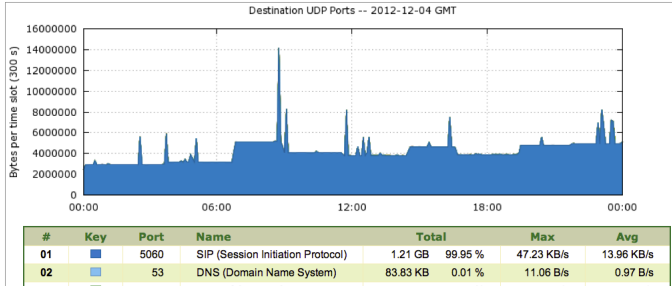 Destination UDP Ports -- 2012-12-04 GMT
Bytes per time slot (300 s)
16000000
14000000
12000000
10000000
8000000
6000000
4000000
2000000
0
00:00 06:00 12:00 18:00 00:00
# Key Port Name Total Max Avg
01 5060 SIP (Session Initiation Protocol) 1.21 GB 99.95 % 47.23 KB/s 13.96 KB/s
02 53 DNS (Domain Name System) 83.83 KB 0.01 % 11.06 B/s 0.97 B/s